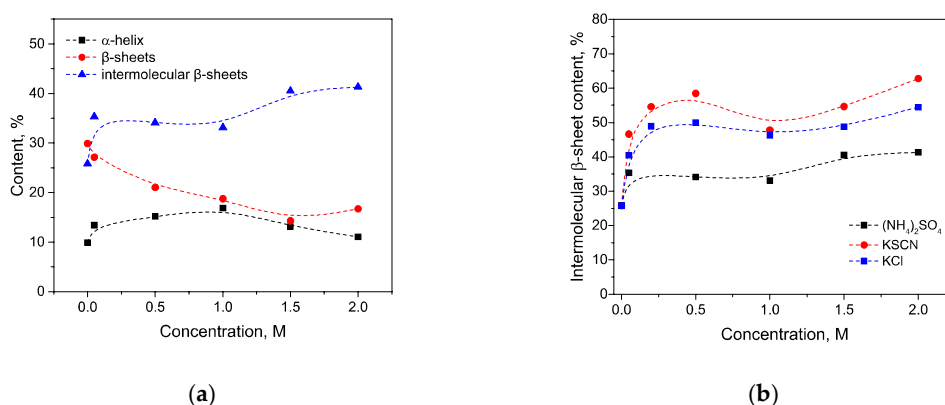 50
40
30
20
10
0
Content, %
α-helix
β-sheets
intermolecular β-sheets
0.0 0.5 1.0 1.5 2.0
Concentration, M
(a)
80
70
60
50
40
30
20
10
0
Intermolecular β-sheet content, %
(NH₄)₂SO₄
KSCN
KCl
0.0 0.5 1.0 1.5 2.0
Concentration, M
(b)